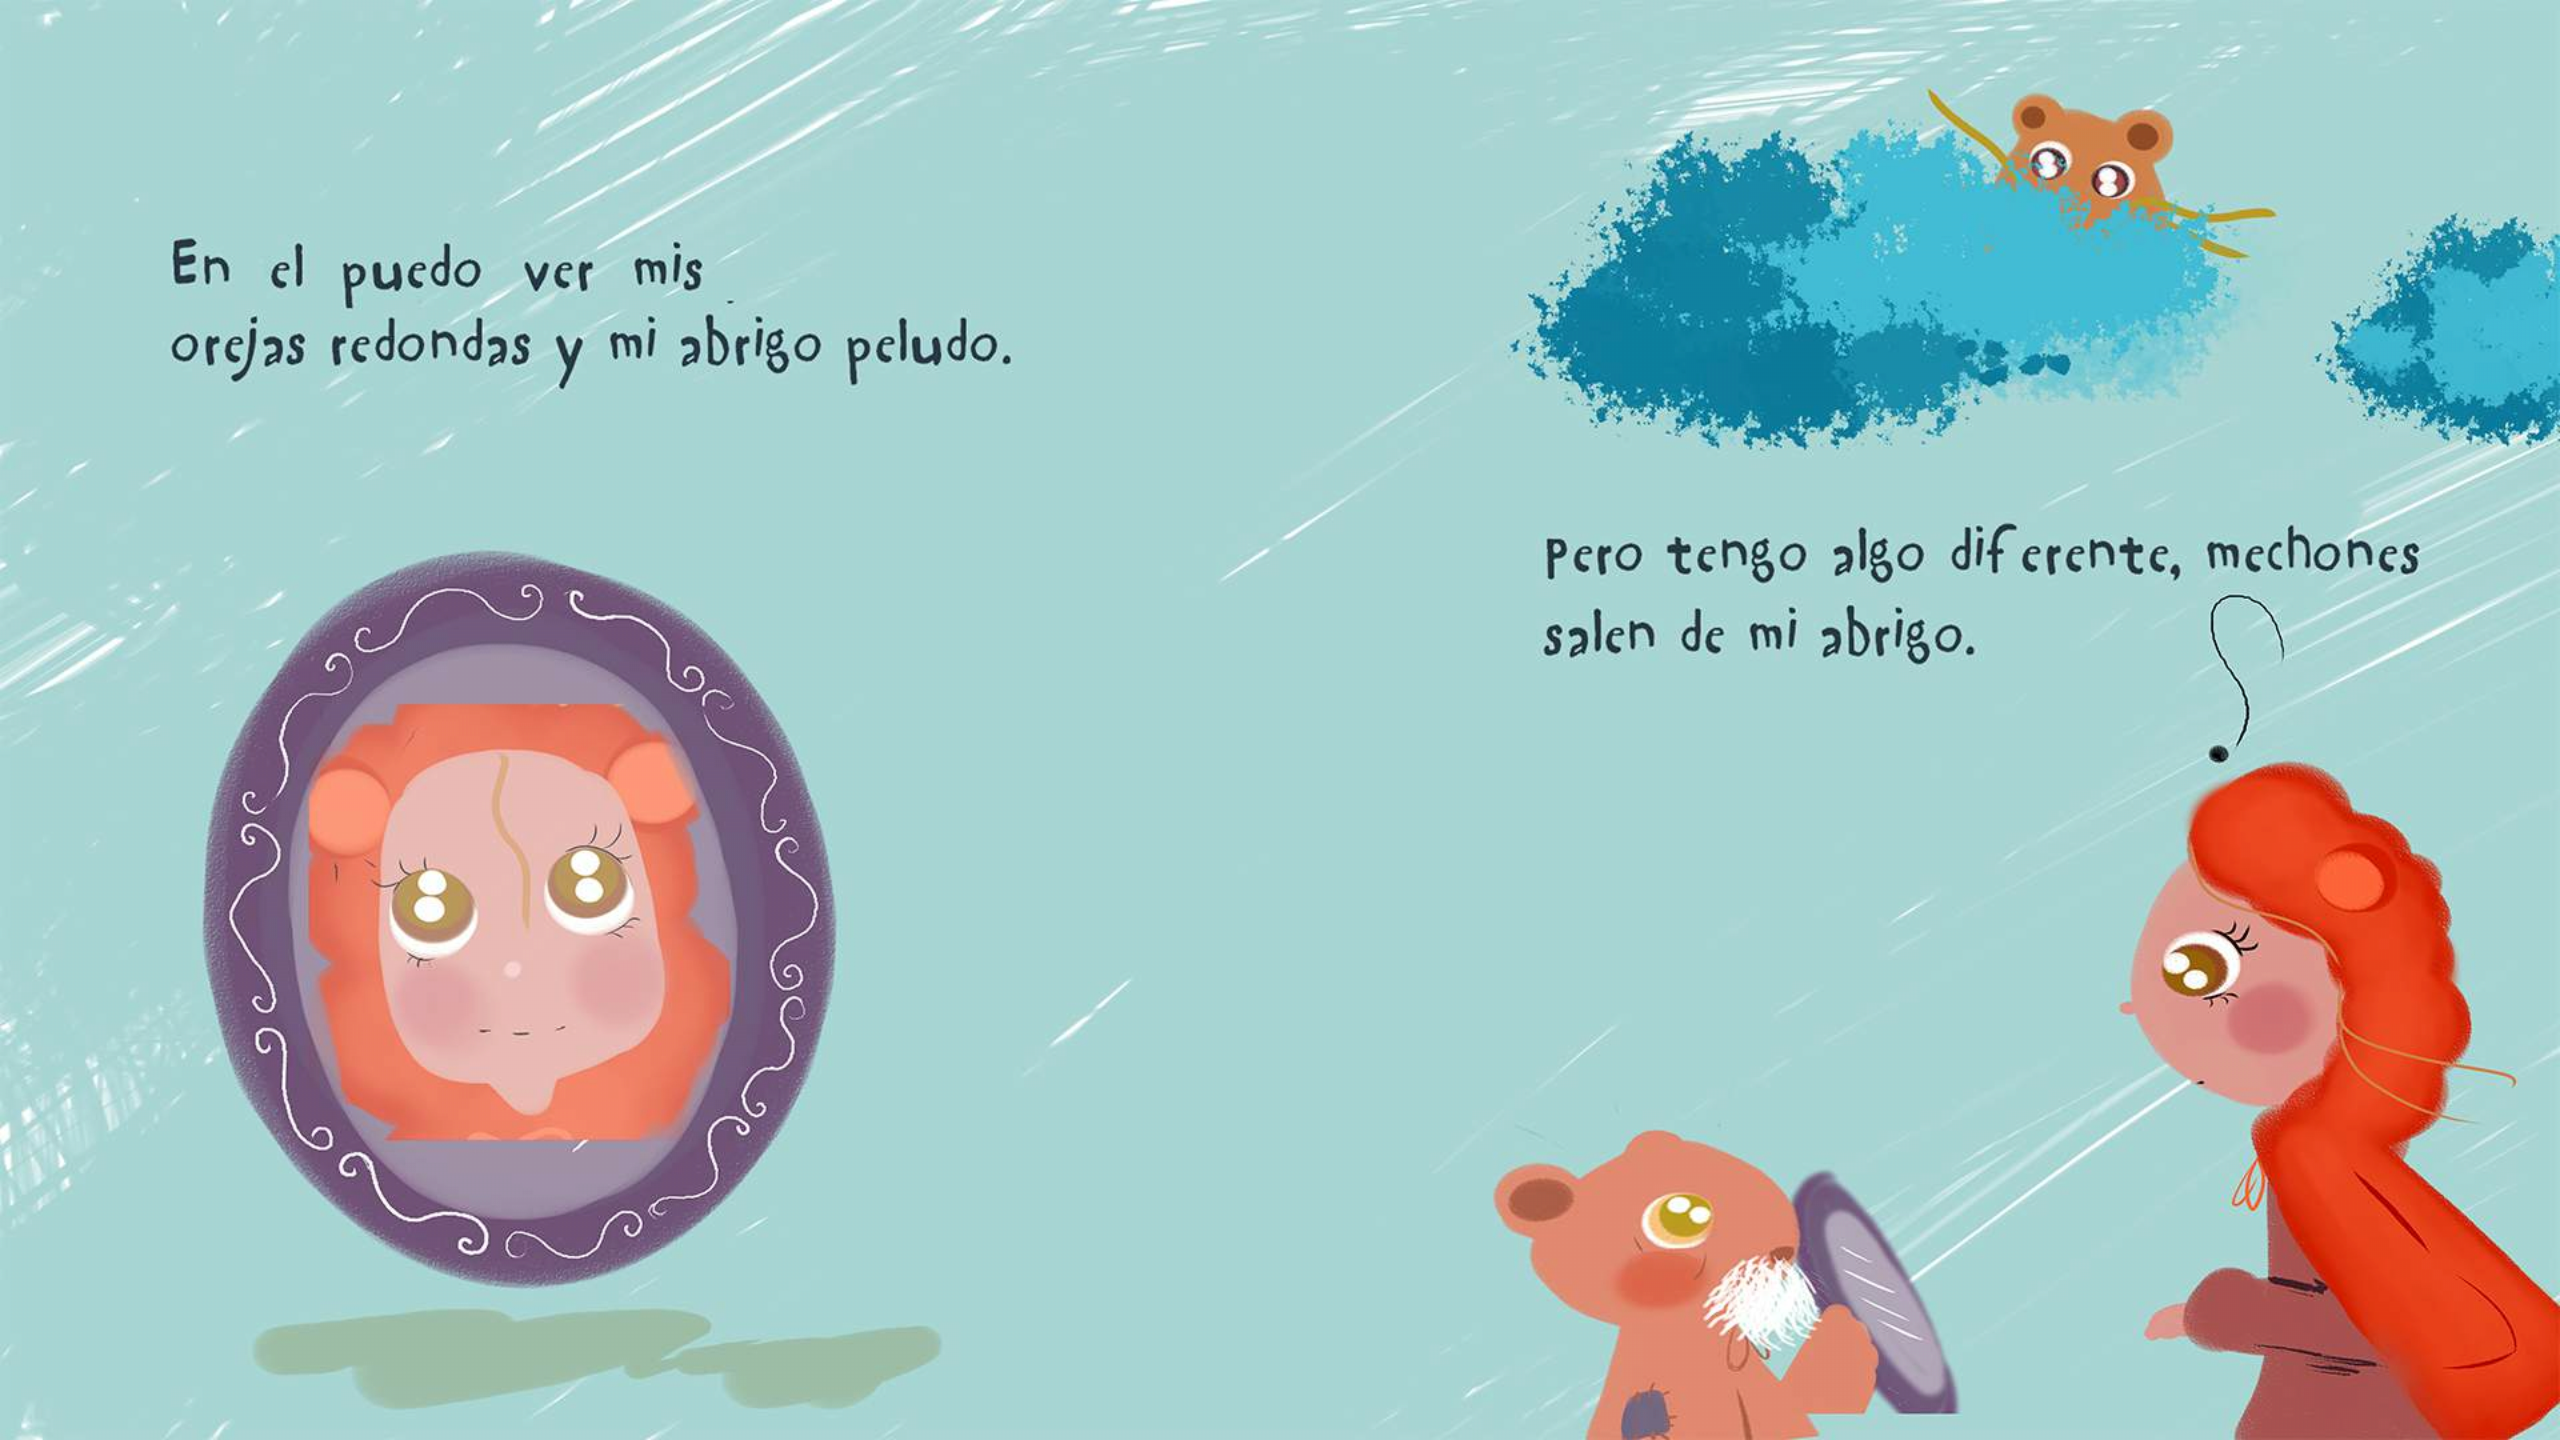 En el puedo ver mis
orejas redondas y mi abrigo peludo.
Pero tengo algo diferente, mechones
salen de mi abrigo.